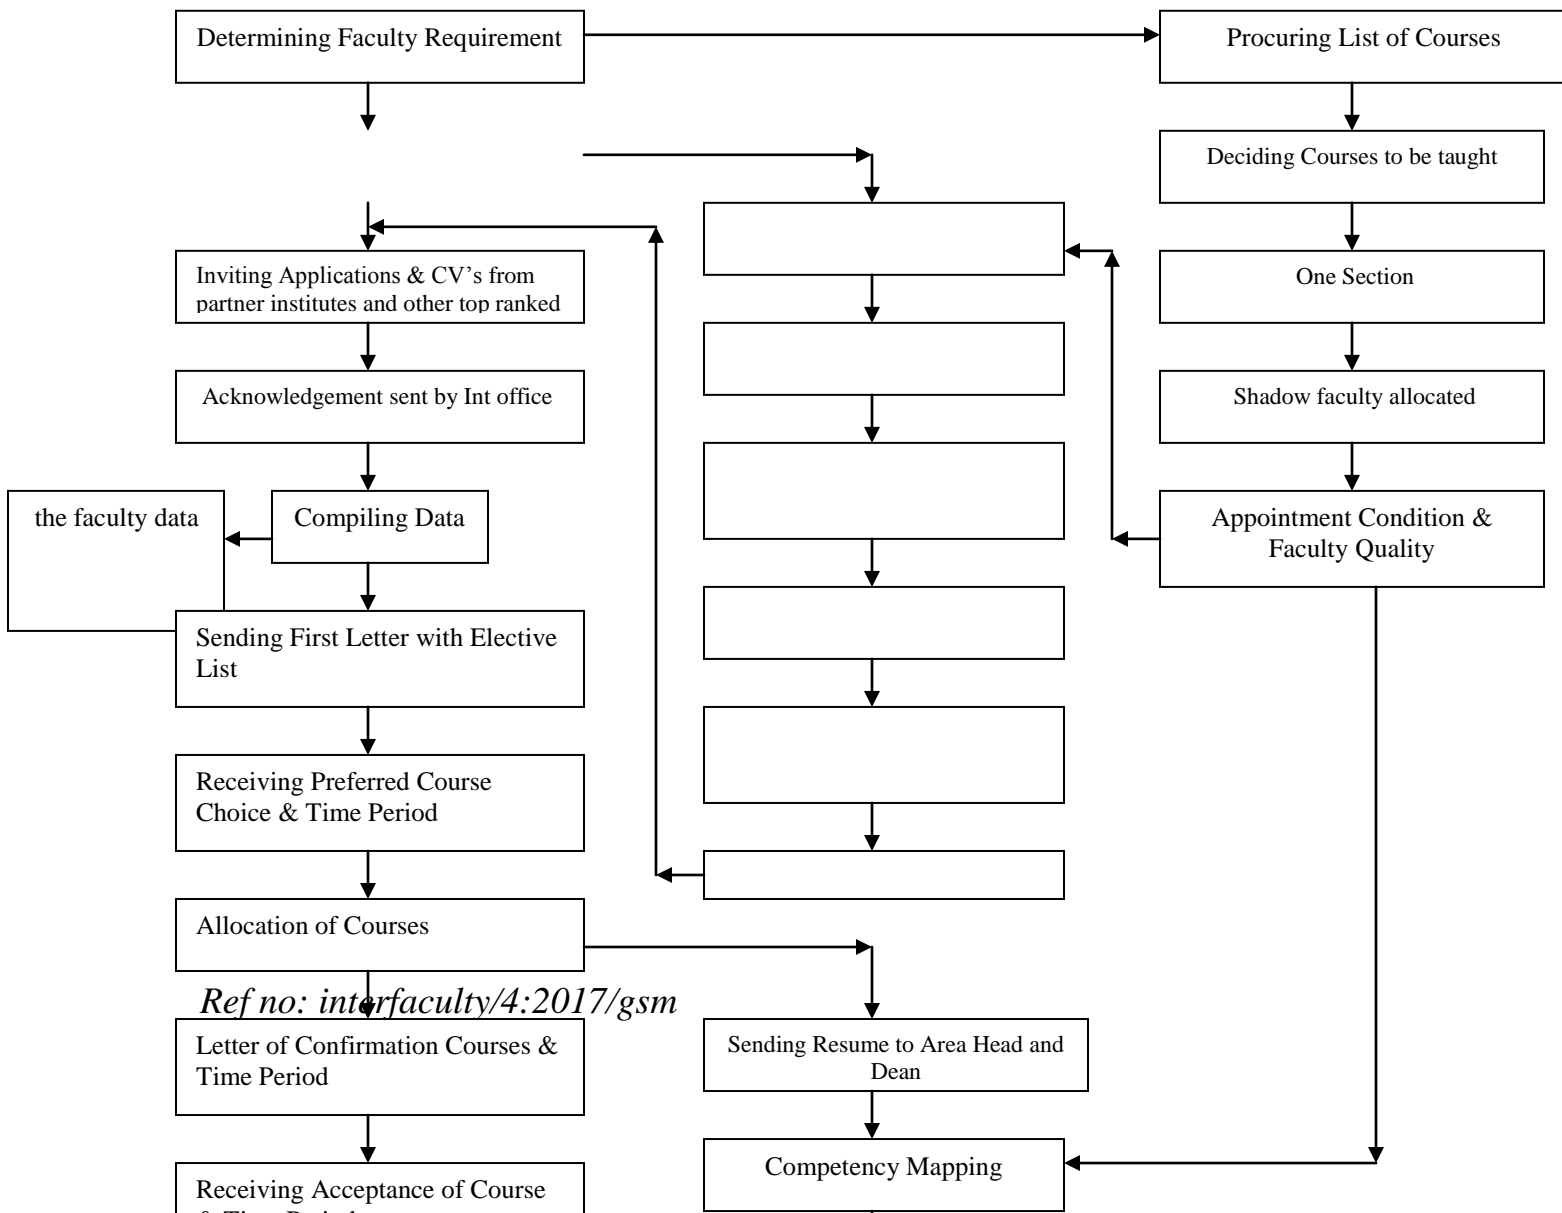 Determining Faculty Requirement
Procuring List of Courses
Deciding Courses to be taught
Inviting Applications & CV's from
partner institutes and other top ranked
One Section
Acknowledgement sent by Int office
Shadow faculty allocated
the faculty data
Compiling Data
Appointment Condition &
Faculty Quality
Sending First Letter with Elective
List
Receiving Preferred Course
Choice & Time Period
Allocation of Courses
Ref no: interfaculty/4:2017/gsm
Letter of Confirmation Courses &
Time Period
Sending Resume to Area Head and
Dean
Competency Mapping
Receiving Acceptance of Course
& Time Period